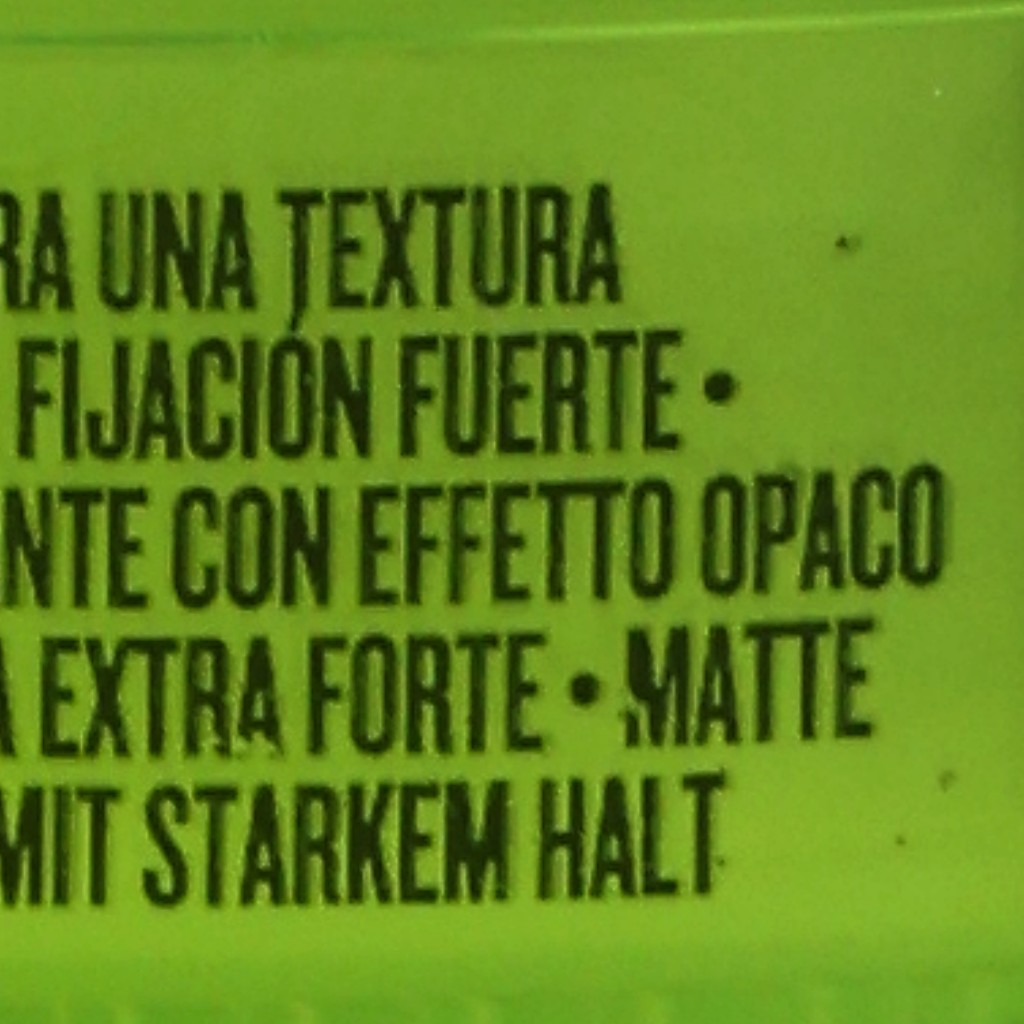 RA UNA TEXTURA
FIJACIÓN FUERTE •
NTE CON EFFETTO OPACO
A EXTRA FORTE • MATTE
MIT STARKEM HALT